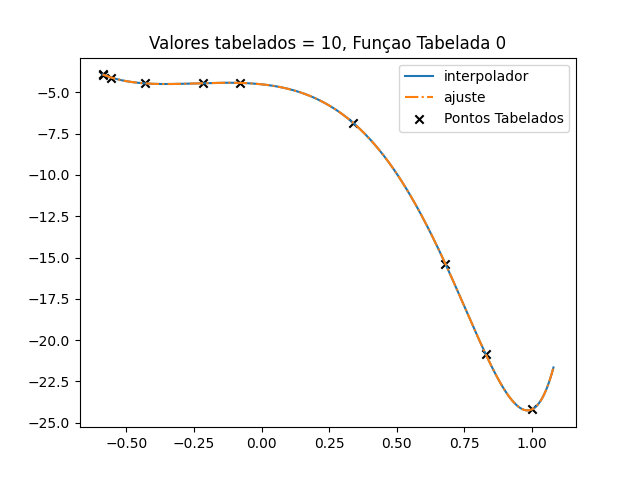 Valores tabelados = 10, Funçao Tabelada 0
interpolador
ajuste
Pontos Tabelados
−5.0
−7.5
−10.0
−12.5
−15.0
−17.5
−20.0
−22.5
−25.0
−0.50 −0.25 0.00 0.25 0.50 0.75 1.00